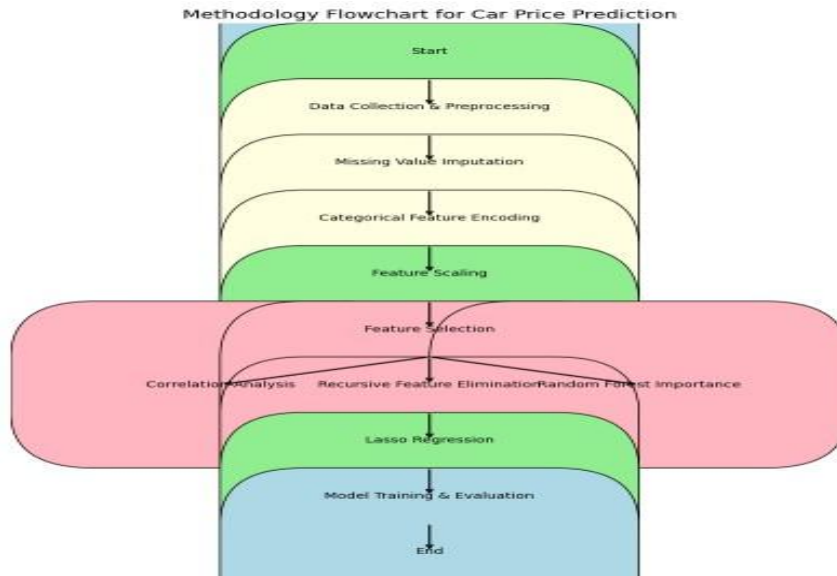 Methodology Flowchart for Car Price Prediction
Start
Data Collection & Preprocessing
Missing Value Imputation
Categorical Feature Encoding
Feature Scaling
Feature Selection
Correlation Analysis
Recursive Feature Elimination
Random Forest Importance
Lasso Regression
Model Training & Evaluation
End